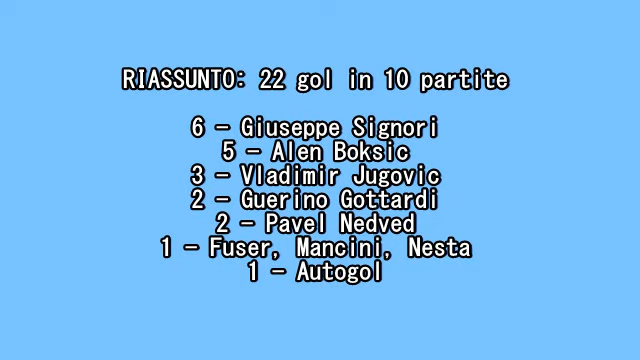 RIASSUNTO: 22 gol in 10 partite
6 - Giuseppe Signori
5 - Alen Boksic
3 - Vladimir Jugovic
2 - Guerino Gottardi
2 - Pavel Nedved
1 - Fuser, Mancini, Nesta
1 - Autogol